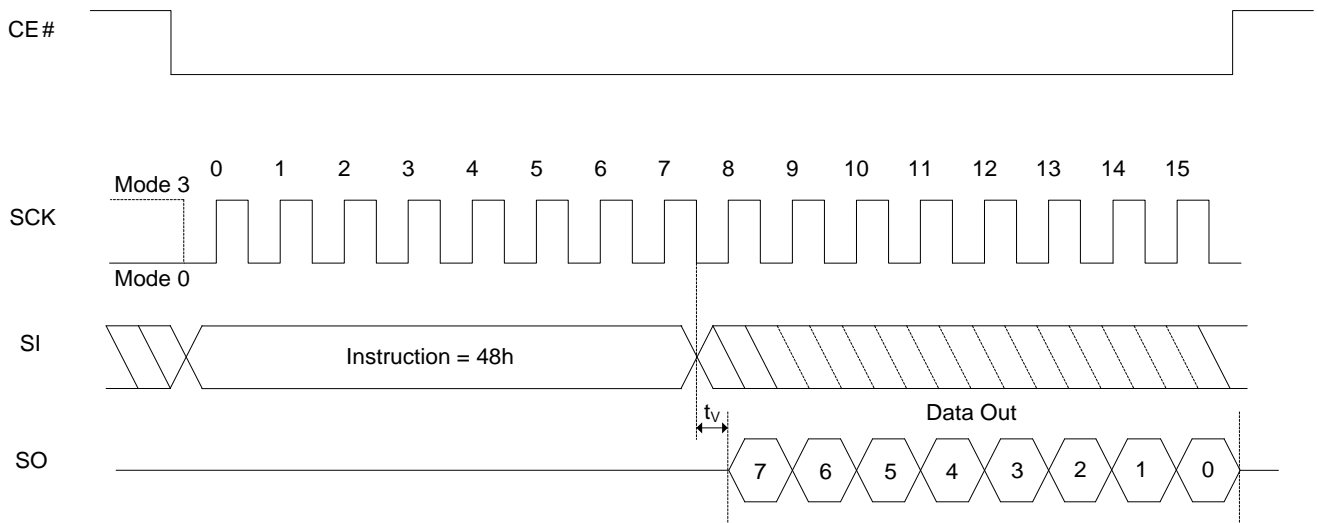 CE#
0 1 2 3 4 5 6 7 8 9 10 11 12 13 14 15
Mode 3
SCK
Mode 0
SI
Instruction = 48h
tV
Data Out
SO
7 6 5 4 3 2 1 0